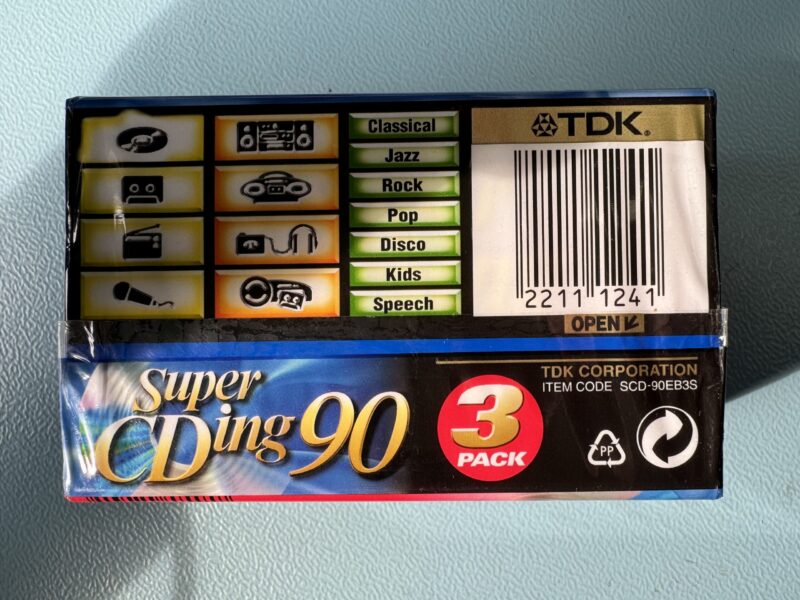 Classical
Jazz
Rock
Pop
Disco
Kids
Speech
TDK®
2211 1241
OPEN
Super
CDing 90
3
PACK
TDK CORPORATION
ITEM CODE SCD-90EB3S
PP